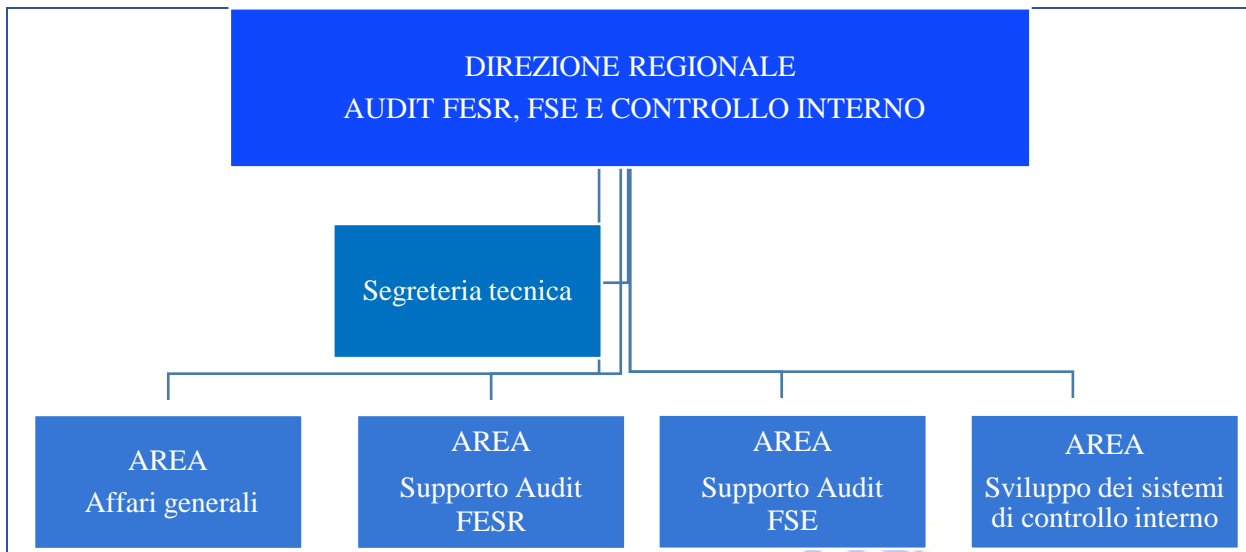 DIREZIONE REGIONALE
AUDIT FESR, FSE E CONTROLLO INTERNO
Segreteria tecnica
AREA
Affari generali
AREA
Supporto Audit
FESR
AREA
Supporto Audit
FSE
AREA
Sviluppo dei sistemi
di controllo interno